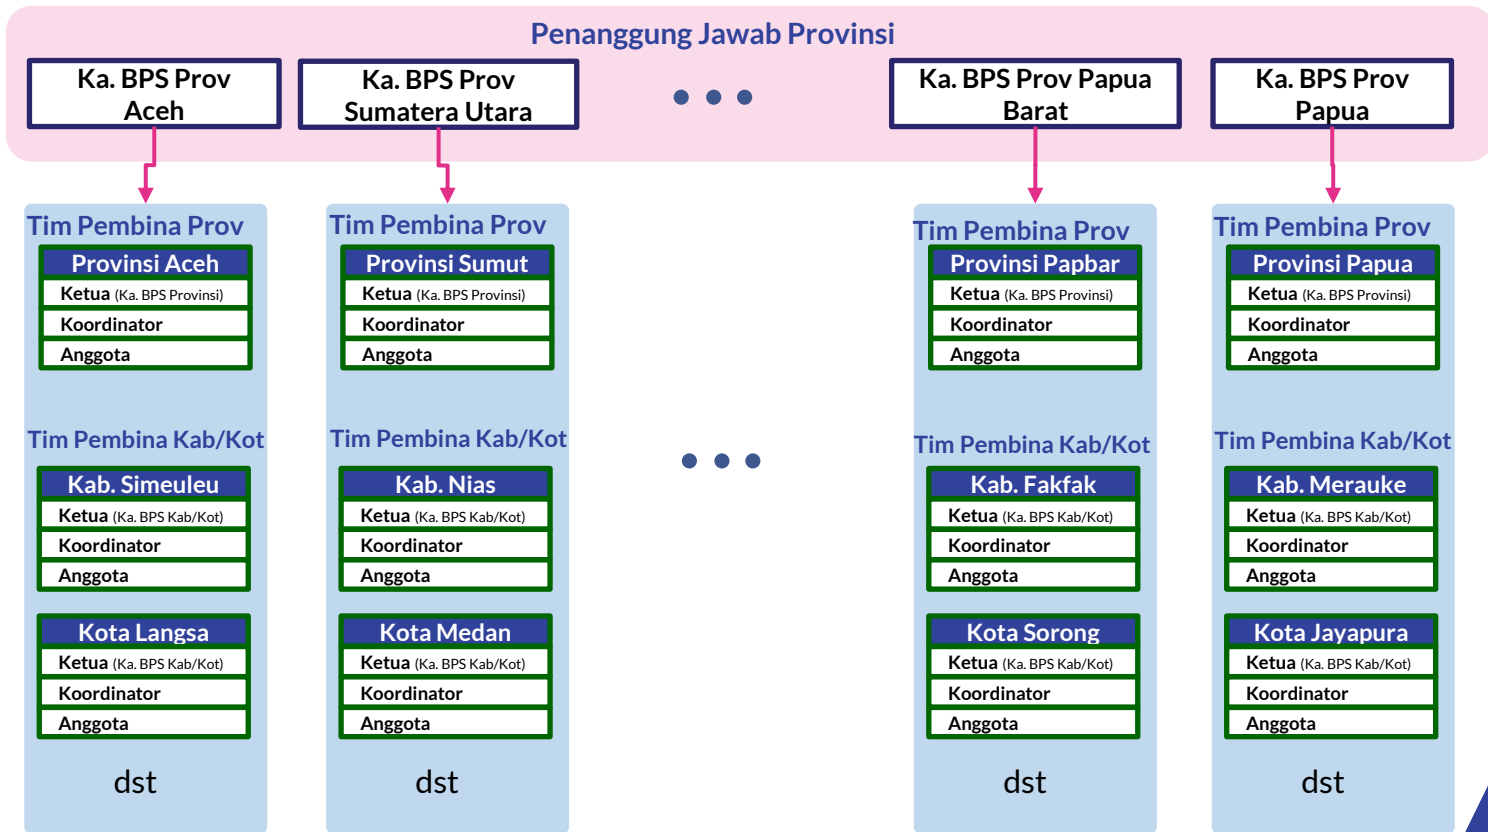 Penanggung Jawab Provinsi
Ka. BPS Prov
Aceh
Ka. BPS Prov
Sumatera Utara
Ka. BPS Prov Papua
Barat
Ka. BPS Prov
Papua
Tim Pembina Prov
Provinsi Aceh
Ketua (Ka. BPS Provinsi)
Koordinator
Anggota
Tim Pembina Kab/Kot
Kab. Simeuleu
Ketua (Ka. BPS Kab/Kot)
Koordinator
Anggota
Kota Langsa
Ketua (Ka. BPS Kab/Kot)
Koordinator
Anggota
dst
Tim Pembina Prov
Provinsi Sumut
Ketua (Ka. BPS Provinsi)
Koordinator
Anggota
Tim Pembina Kab/Kot
Kab. Nias
Ketua (Ka. BPS Kab/Kot)
Koordinator
Anggota
Kota Medan
Ketua (Ka. BPS Kab/Kot)
Koordinator
Anggota
dst
Tim Pembina Prov
Provinsi Papbar
Ketua (Ka. BPS Provinsi)
Koordinator
Anggota
Tim Pembina Kab/Kot
Kab. Fakfak
Ketua (Ka. BPS Kab/Kot)
Koordinator
Anggota
Kota Sorong
Ketua (Ka. BPS Kab/Kot)
Koordinator
Anggota
dst
Tim Pembina Prov
Provinsi Papua
Ketua (Ka. BPS Provinsi)
Koordinator
Anggota
Tim Pembina Kab/Kot
Kab. Merauke
Ketua (Ka. BPS Kab/Kot)
Koordinator
Anggota
Kota Jayapura
Ketua (Ka. BPS Kab/Kot)
Koordinator
Anggota
dst